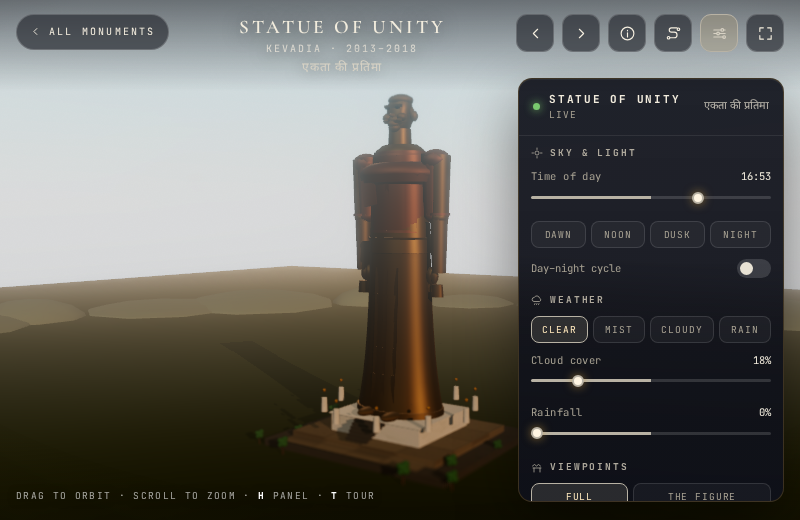 ALL MONUMENTS
STATUE OF UNITY
KEVADIA · 2013–2018
एकता की प्रतिमा
STATUE OF UNITY
एकता की प्रतिमा
LIVE
SKY & LIGHT
Time of day 16:53
DAWN NOON DUSK NIGHT
Day-night cycle
WEATHER
CLEAR MIST CLOUDY RAIN
Cloud cover 18%
Rainfall 0%
VIEWPOINTS
FULL THE FIGURE
DRAG TO ORBIT · SCROLL TO ZOOM · H PANEL · T TOUR